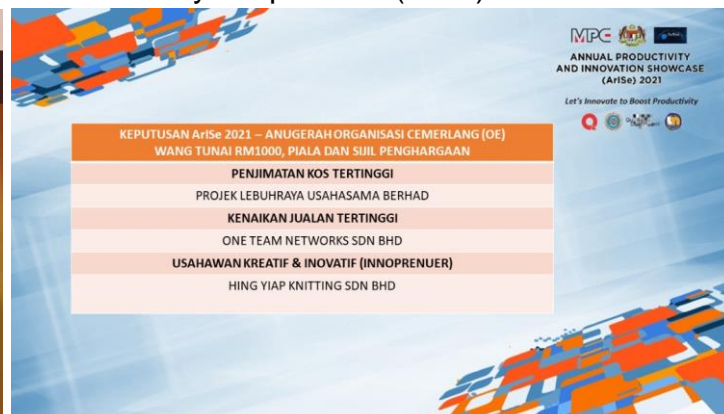 MPC
ANNUAL PRODUCTIVITY
AND INNOVATION SHOWCASE
(ArISe) 2021
Let's Innovate to Boost Productivity
KEPUTUSAN ArISe 2021 – ANUGERAH ORGANISASI CEMERLANG (OE)
WANG TUNAI RM1000, PIALA DAN SIJIL PENGHARGAAN
PENJIMATAN KOS TERTINGGI
PROJEK LEBUHRAYA USAHASAMA BERHAD
KENAIKAN JUALAN TERTINGGI
ONE TEAM NETWORKS SDN BHD
USAHAWAN KREATIF & INOVATIF (INNOPRENUER)
HING YIAP KNITTING SDN BHD